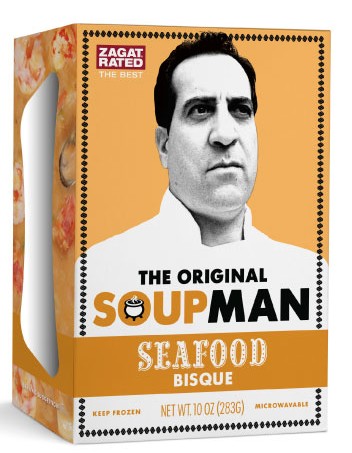 ZAGAT
RATED
THE BEST
THE ORIGINAL
SOUPMAN
SEAFOOD
BISQUE
KEEP FROZEN
NET WT. 10 OZ (283G)
MICROWAVABLE